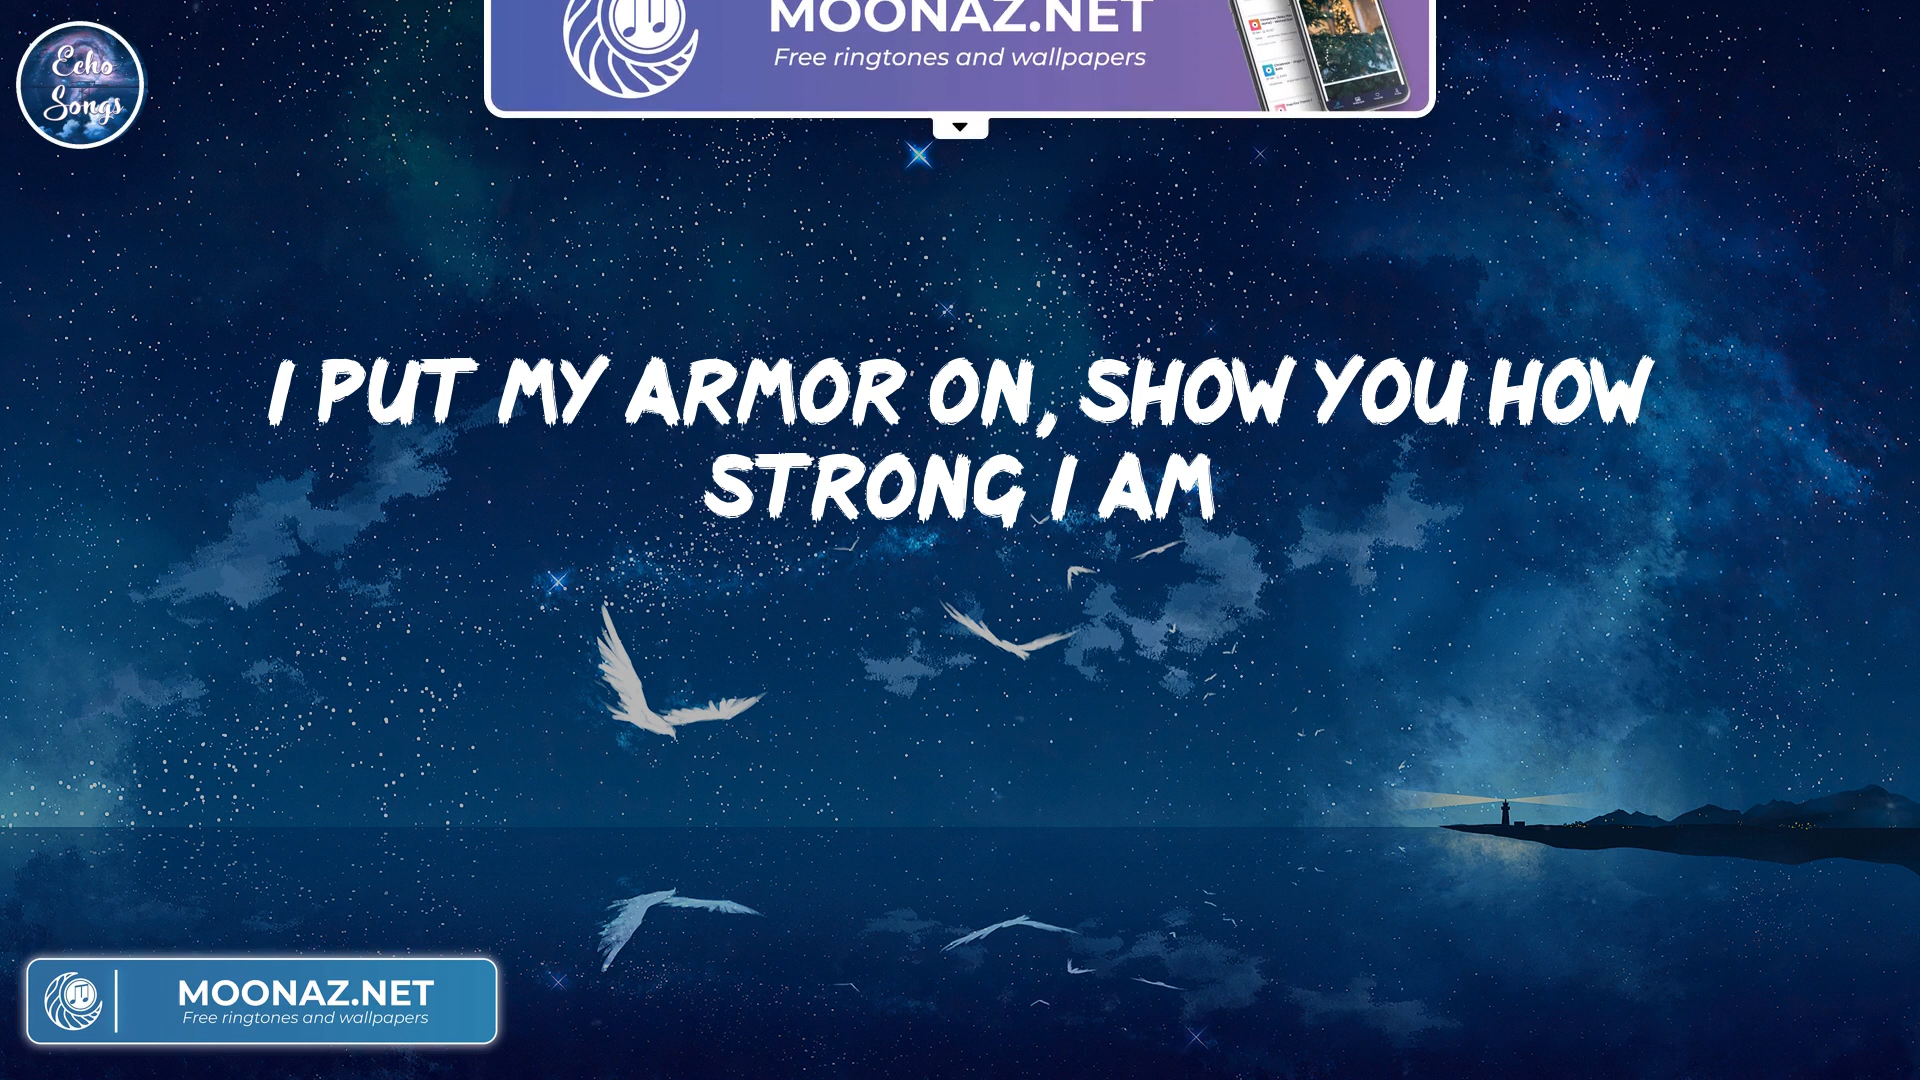 Echo
Songs
MOONAZ.NET
Free ringtones and wallpapers
I PUT MY ARMOR ON, SHOW YOU HOW
STRONG I AM
MOONAZ.NET
Free ringtones and wallpapers